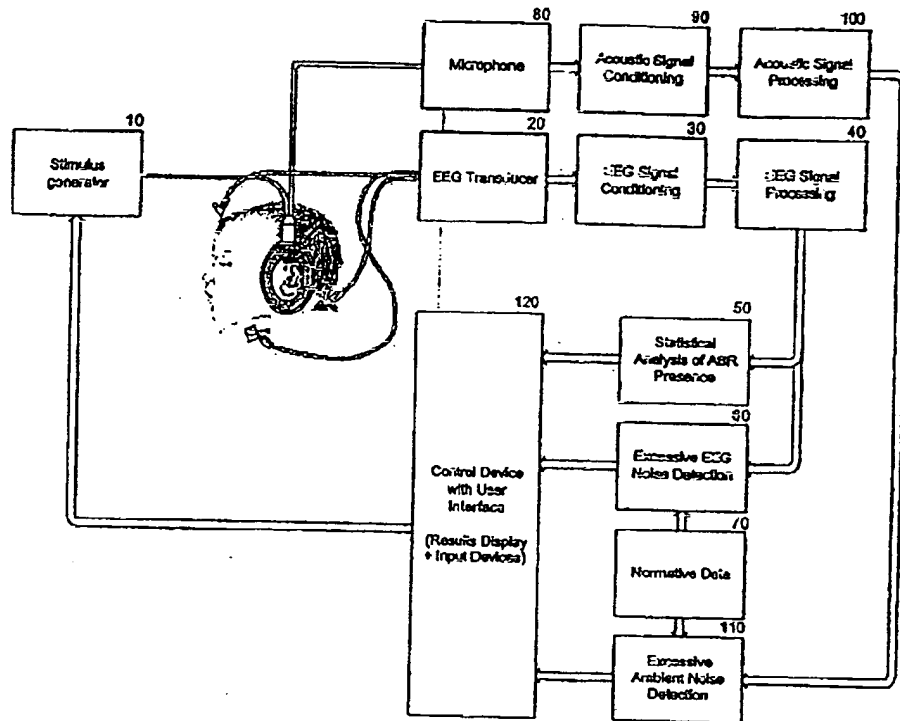 80
Microphone
90
Acoustic Signal
Conditioning
100
Acoustic Signal
Processing
10
Stimulus
generator
20
EEG Transducer
30
EEG Signal
Conditioning
40
EEG Signal
Processing
120
Control Device
with User
Interface
(Results Display
+ Input Devices)
50
Statistical
Analysis of ABR
Presence
60
Excessive EEG
Noise Detection
70
Normative Data
110
Excessive
Ambient Noise
Detection